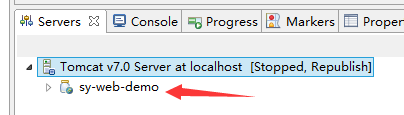 Servers Console Progress Markers Proper
Tomcat v7.0 Server at localhost [Stopped, Republish]
sy-web-demo